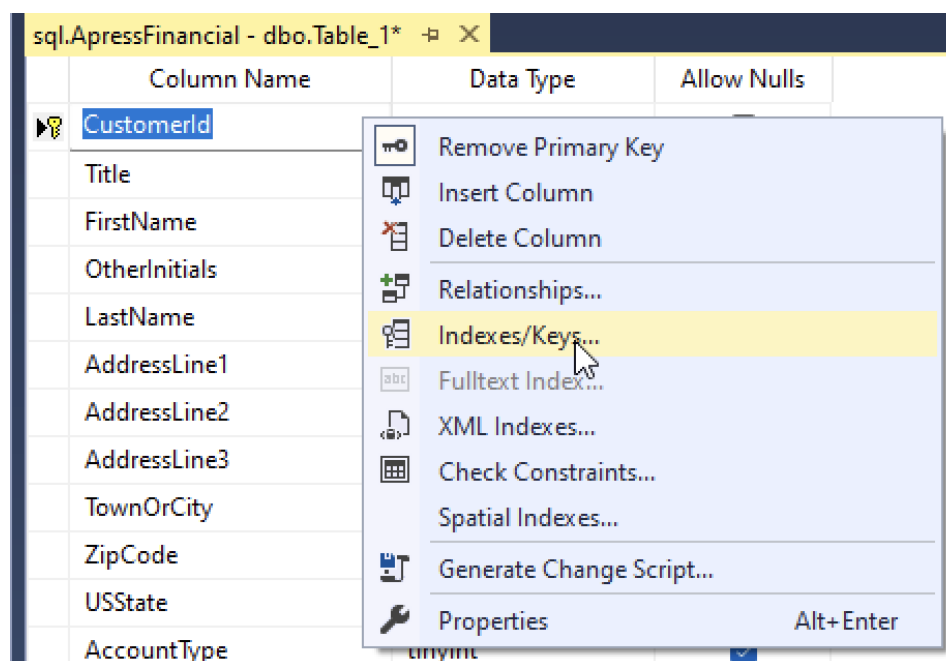 sql.ApressFinancial - dbo.Table_1*
Column Name Data Type Allow Nulls
CustomerId
Remove Primary Key
Title
Insert Column
FirstName
Delete Column
OtherInitials
Relationships...
LastName
Indexes/Keys...
AddressLine1
Fulltext Index...
abc
AddressLine2
XML Indexes...
AddressLine3
Check Constraints...
TownOrCity
Spatial Indexes...
ZipCode
Generate Change Script...
USState
Properties Alt+Enter
AccountType tinyint